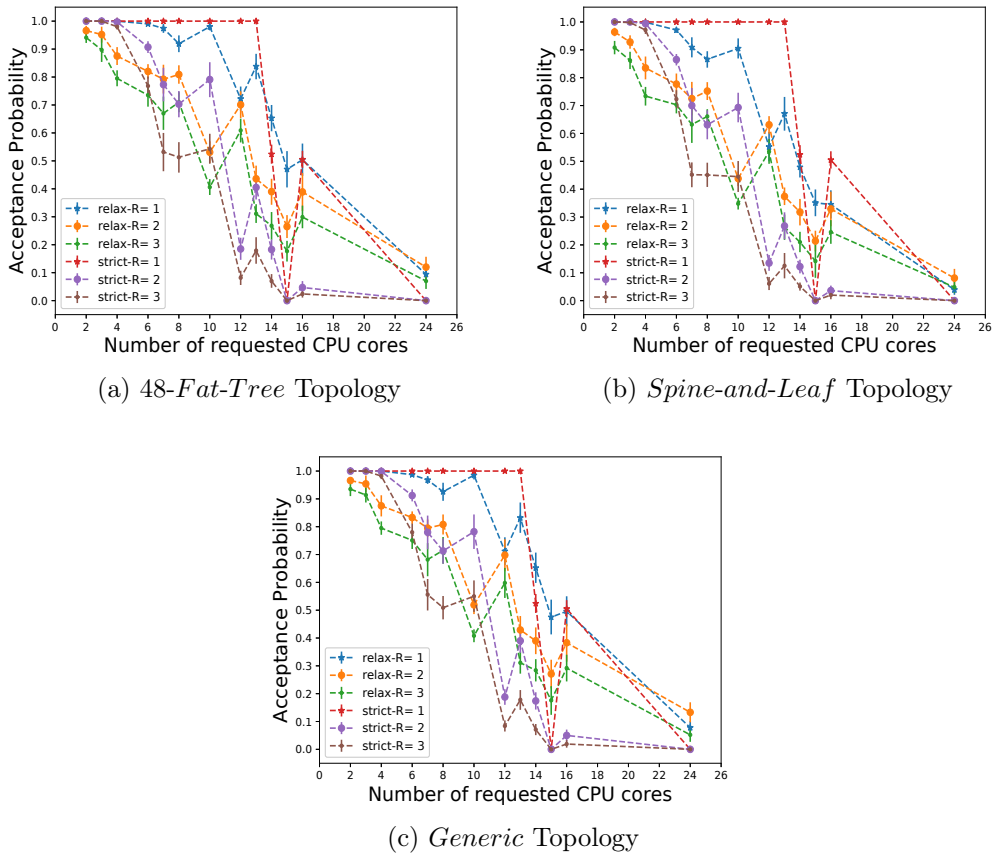 Acceptance Probability
1.0
0.9
0.8
0.7
0.6
0.5
0.4
0.3
0.2
0.1
0.0
relax-R= 1
relax-R= 2
relax-R= 3
strict-R= 1
strict-R= 2
strict-R= 3
0 2 4 6 8 10 12 14 16 18 20 22 24 26
Number of requested CPU cores
(a) 48-Fat-Tree Topology
Acceptance Probability
1.0
0.9
0.8
0.7
0.6
0.5
0.4
0.3
0.2
0.1
0.0
relax-R= 1
relax-R= 2
relax-R= 3
strict-R= 1
strict-R= 2
strict-R= 3
0 2 4 6 8 10 12 14 16 18 20 22 24 26
Number of requested CPU cores
(b) Spine-and-Leaf Topology
Acceptance Probability
1.0
0.9
0.8
0.7
0.6
0.5
0.4
0.3
0.2
0.1
0.0
relax-R= 1
relax-R= 2
relax-R= 3
strict-R= 1
strict-R= 2
strict-R= 3
0 2 4 6 8 10 12 14 16 18 20 22 24 26
Number of requested CPU cores
(c) Generic Topology